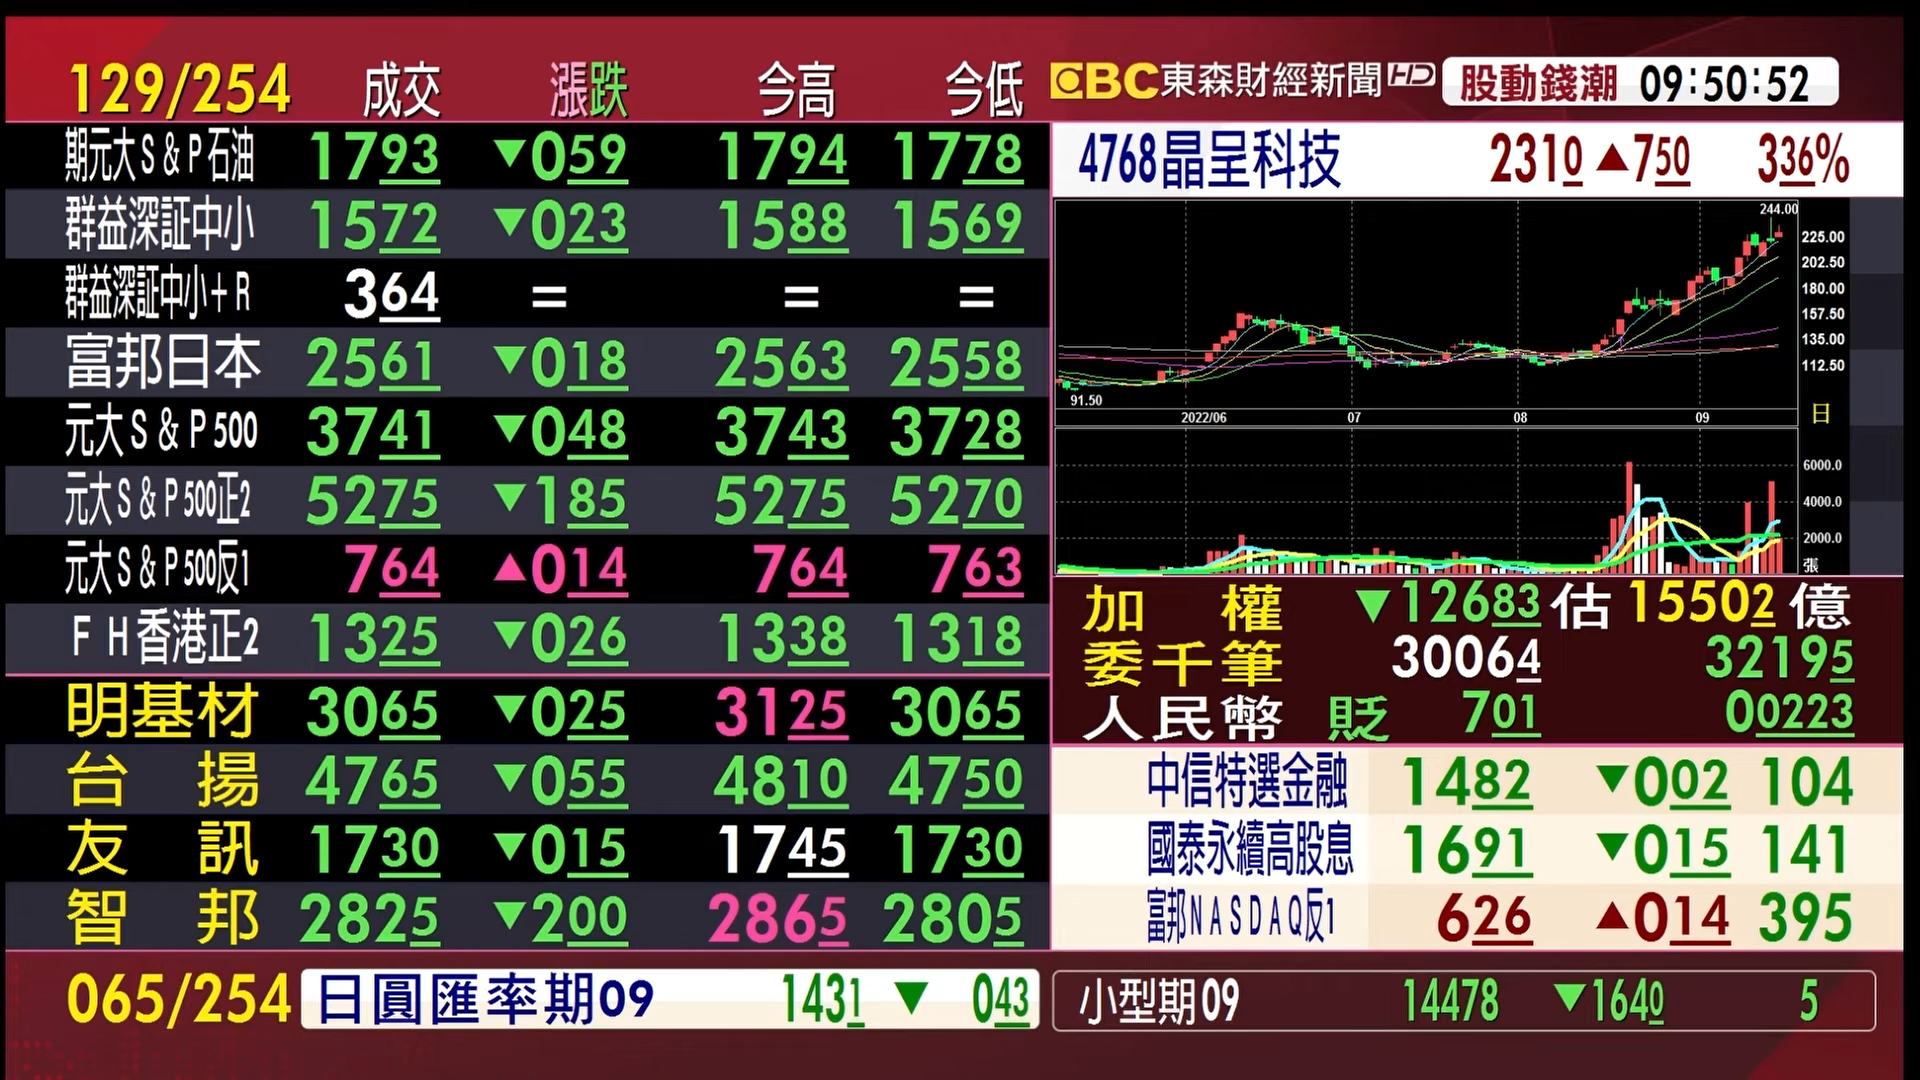 129/254 成交 漲跌 今高 今低
期元大S&P石油 1793 ▼059 1794 1778
群益深証中小 1572 ▼023 1588 1569
群益深証中小+R 364 = = =
富邦日本 2561 ▼018 2563 2558
元大S&P500 3741 ▼048 3743 3728
元大S&P500正2 5275 ▼185 5275 5270
元大S&P500反1 764 ▲014 764 763
FH香港正2 1325 ▼026 1338 1318
明基材 3065 ▼025 3125 3065
台揚 4765 ▼055 4810 4750
友訊 1730 ▼015 1745 1730
智邦 2825 ▼200 2865 2805
065/254 日圓匯率期09 1431 ▼ 043
EBC東森財經新聞HD 股動錢潮 09:50:52
4768晶呈科技 2310 ▲750 336%
244.00
225.00
202.50
180.00
157.50
135.00
112.50
91.50
2022/06 07 08 09 日
6000.0
4000.0
2000.0
張
加權 ▼12683 估 15502 億
委千筆 30064 32195
人民幣 貶 701 00223
中信特選金融 1482 ▼002 104
國泰永續高股息 1691 ▼015 141
富邦NASDAQ反1 626 ▲014 395
小型期09 14478 ▼1640 5